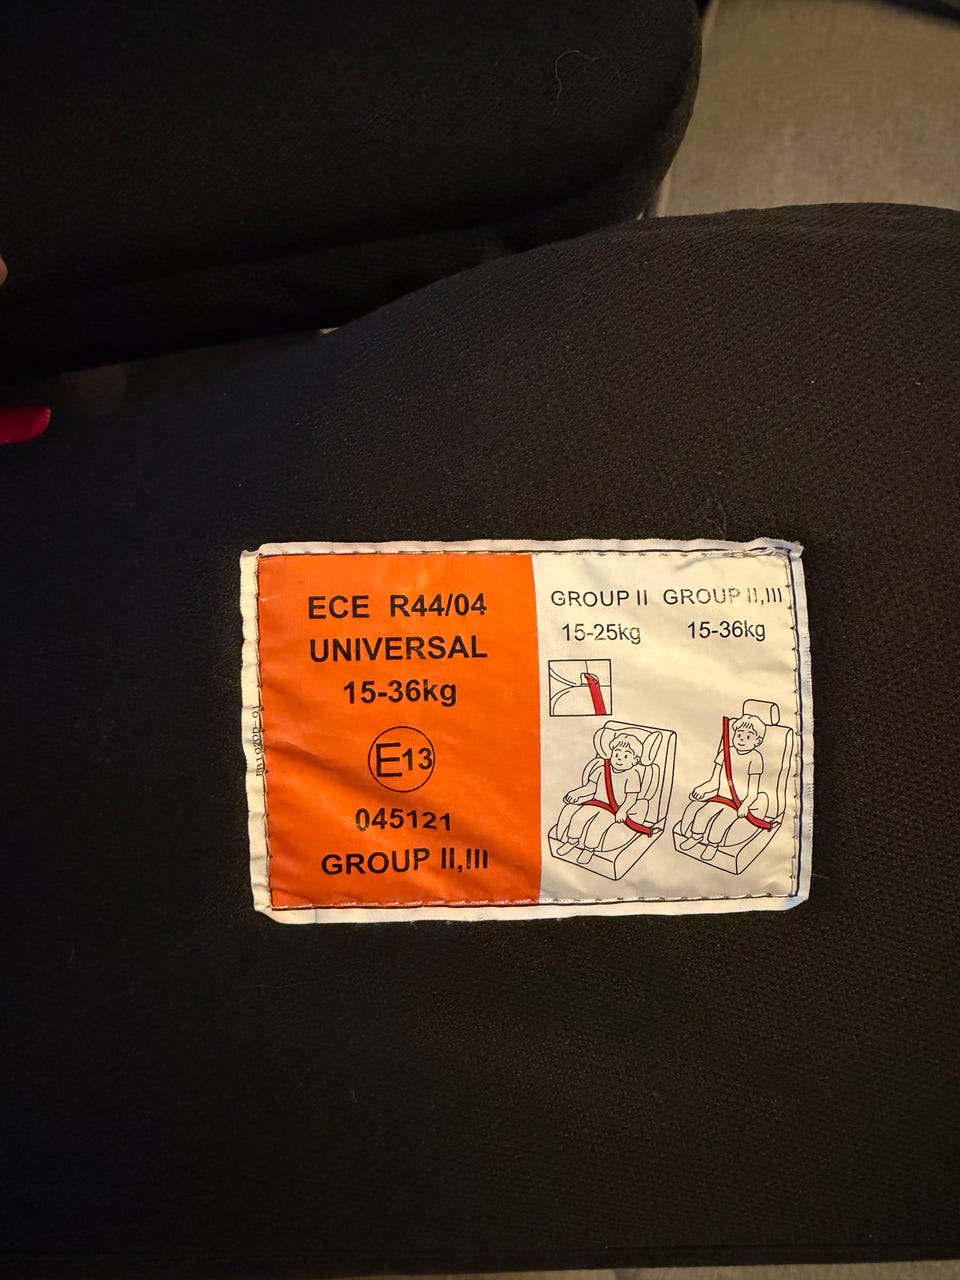 ECE R44/04
UNIVERSAL
15-36kg
E13
045121
GROUP II,III
GROUP II GROUP II,III
15-25kg 15-36kg